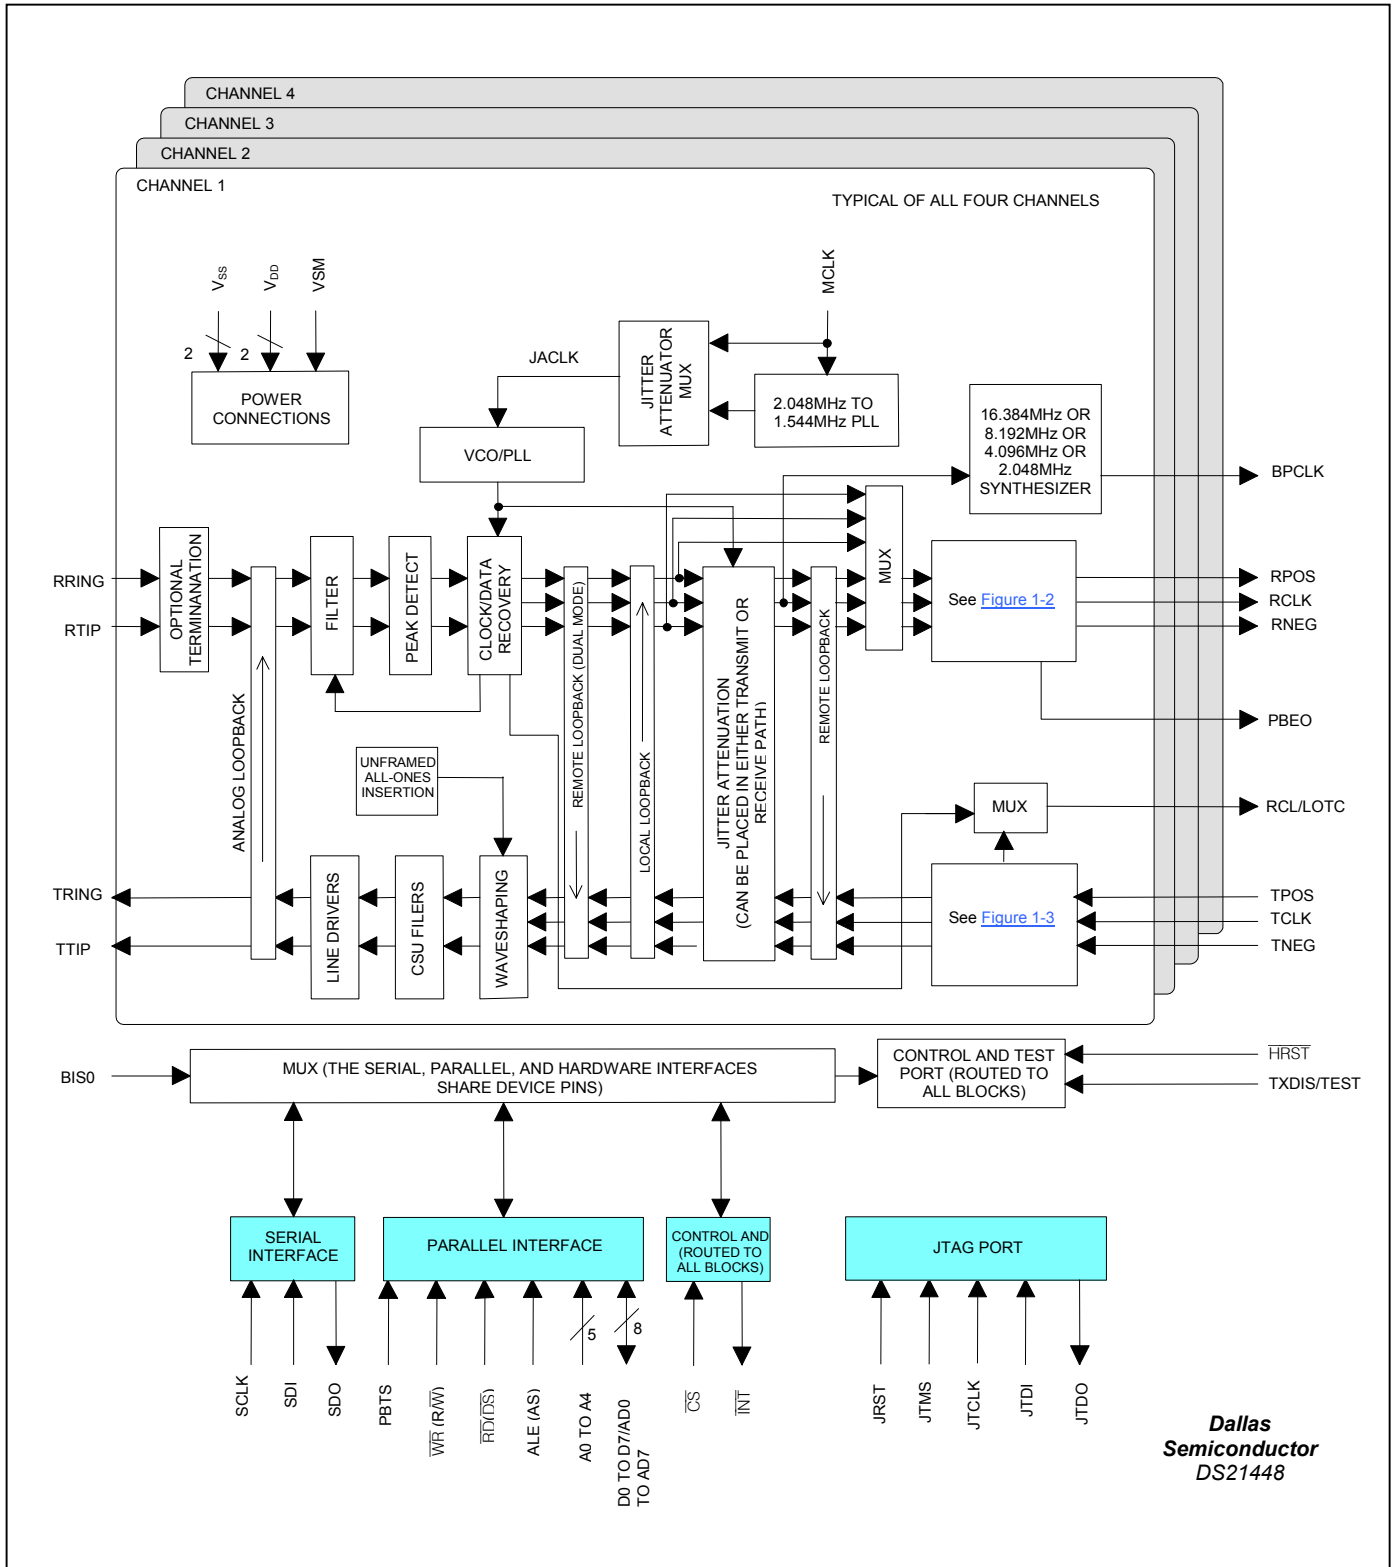 CHANNEL 4
CHANNEL 3
CHANNEL 2
CHANNEL 1
TYPICAL OF ALL FOUR CHANNELS
VSS
VDD
VSM
MCLK
2
2
POWER
CONNECTIONS
JACLK
JITTER
ATTENUATOR
MUX
2.048MHz TO
1.544MHz PLL
16.384MHz OR
8.192MHz OR
4.096MHz OR
2.048MHz
SYNTHESIZER
BPCLK
VCO/PLL
RRING
RTIP
OPTIONAL
TERMINANATION
FILTER
PEAK DETECT
CLOCK/DATA
RECOVERY
REMOTE LOOPBACK (DUAL MODE)
LOCAL LOOPBACK
JITTER ATTENUATION
(CAN BE PLACED IN EITHER TRANSMIT OR
RECEIVE PATH)
REMOTE LOOPBACK
MUX
See Figure 1-2
RPOS
RCLK
RNEG
PBEO
ANALOG LOOPBACK
UNFRAMED
ALL-ONES
INSERTION
MUX
RCL/LOTC
TRING
TTIP
LINE DRIVERS
CSU FILERS
WAVESHAPING
See Figure 1-3
TPOS
TCLK
TNEG
BIS0
MUX (THE SERIAL, PARALLEL, AND HARDWARE INTERFACES
SHARE DEVICE PINS)
CONTROL AND TEST
PORT (ROUTED TO
ALL BLOCKS)
HRST
TXDIS/TEST
SERIAL
INTERFACE
PARALLEL INTERFACE
CONTROL AND
(ROUTED TO
ALL BLOCKS)
JTAG PORT
5
8
SCLK
SDI
SDO
PBTS
WR (R/W)
RD(DS)
ALE (AS)
A0 TO A4
D0 TO D7/AD0
TO AD7
CS
INT
JRST
JTMS
JTCLK
JTDI
JTDO
Dallas
Semiconductor
DS21448